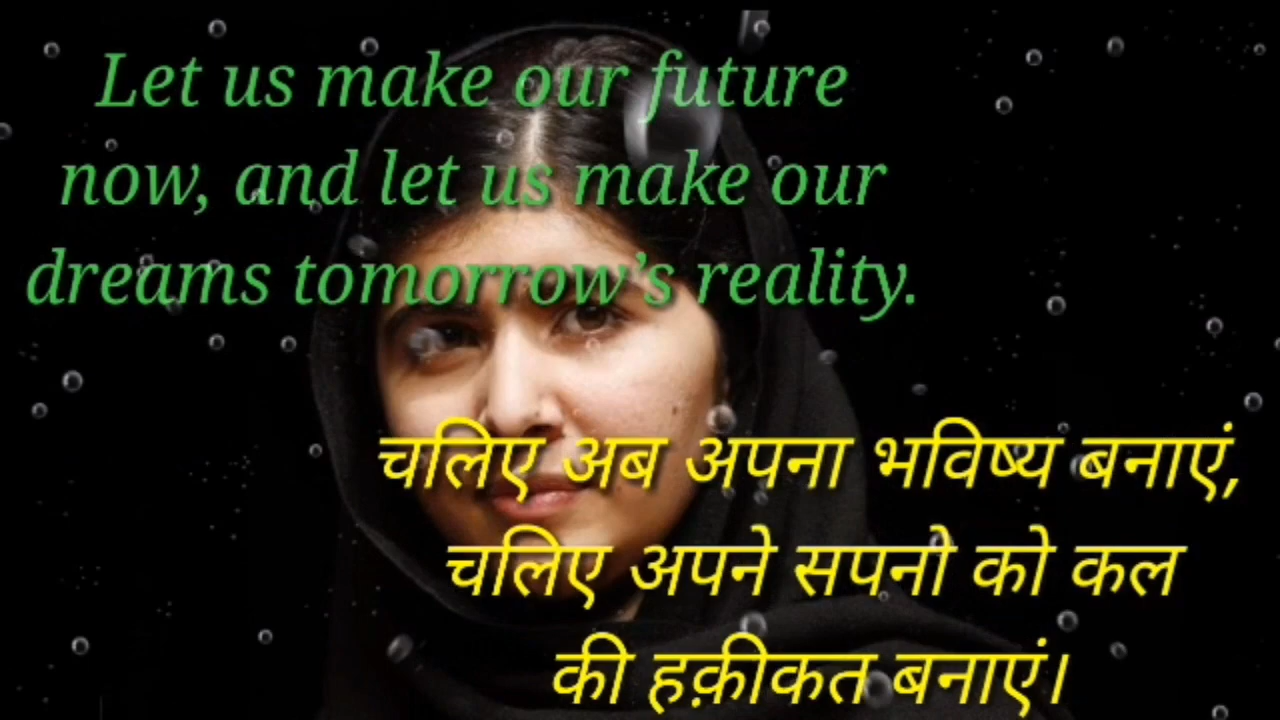 Let us make our future
now, and let us make our
dreams tomorrow's reality.
चलिए अब अपना भविष्य बनाएं,
चलिए अपने सपनो को कल
की हक़ीकत बनाएं।